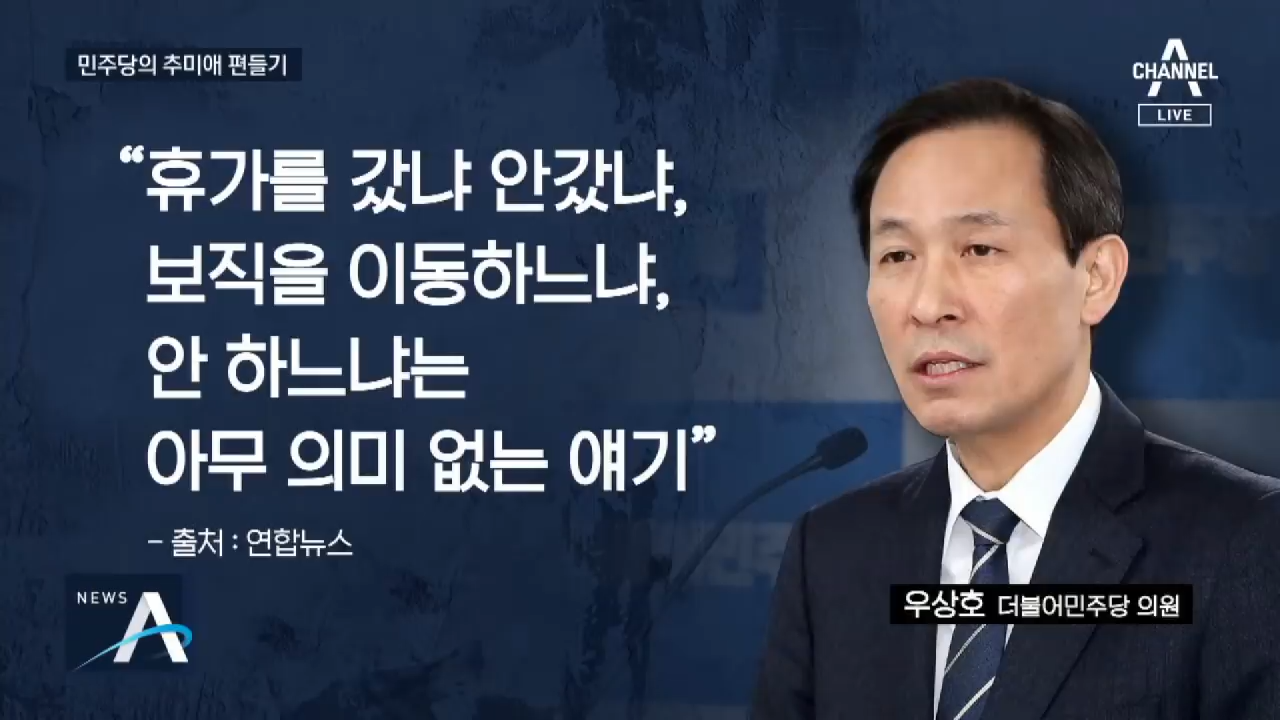 민주당의 추미애 편들기
CHANNEL A
LIVE
“휴가를 갔냐 안갔냐,
보직을 이동하느냐,
안 하느냐는
아무 의미 없는 얘기”
– 출처 : 연합뉴스
NEWS A
우상호 더불어민주당 의원